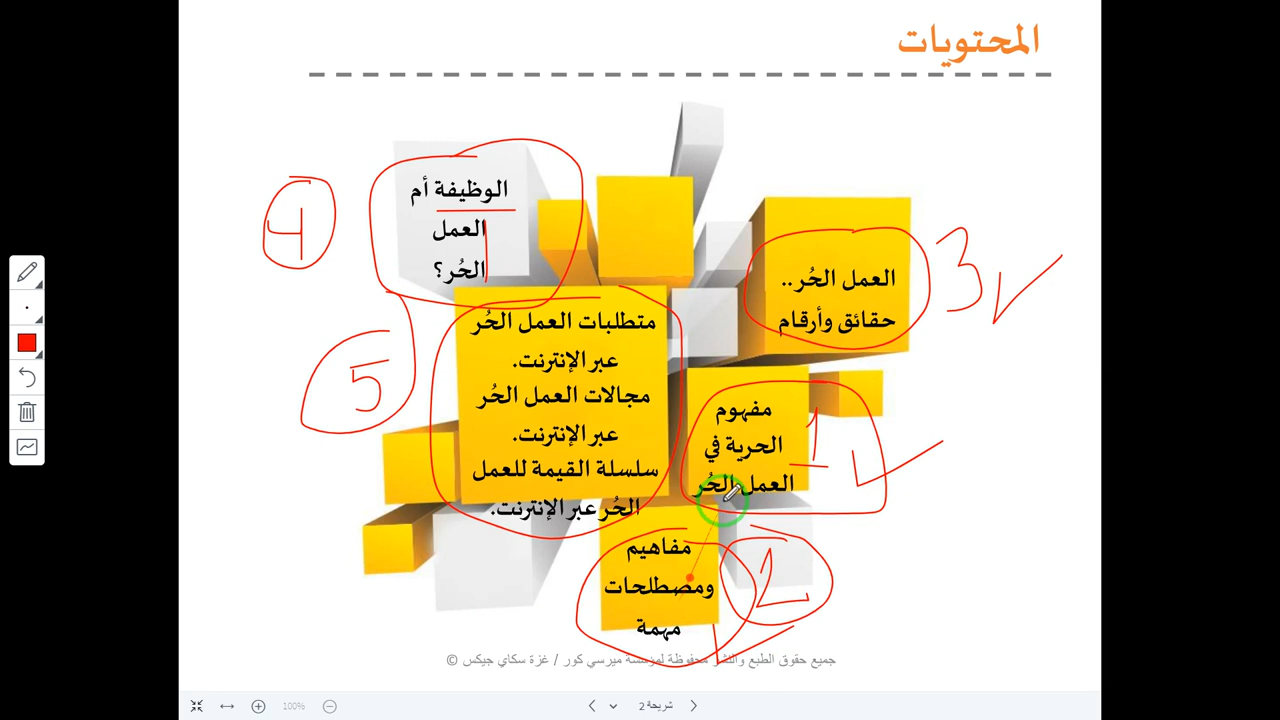 المحتويات
الوظيفة أم
العمل
الحُر؟
4
العمل الحُر..
حقائق وأرقام
3
متطلبات العمل الحُر
عبر الإنترنت.
مجالات العمل الحُر
عبر الإنترنت.
سلسلة القيمة للعمل
الحُر عبر الإنترنت.
5
مفهوم
الحرية في
العمل الحُر
1
مفاهيم
ومصطلحات
مهمة
2
جميع حقوق الطبع والنشر محفوظة لمؤسسة ميرسي كور / غزة سكاي جيكس ©
شريحة 2
100%